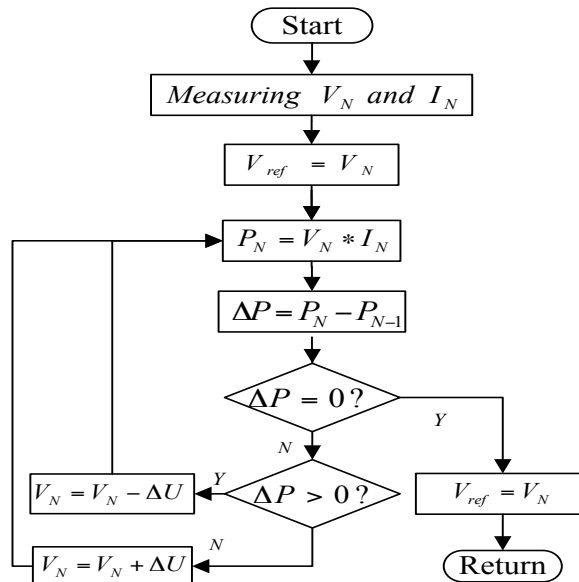 Start
Measuring V_N and I_N
V_ref = V_N
P_N = V_N * I_N
ΔP = P_N − P_{N−1}
ΔP = 0 ?
Y
N
V_N = V_N − ΔU
Y
ΔP > 0 ?
V_ref = V_N
V_N = V_N + ΔU
N
Return